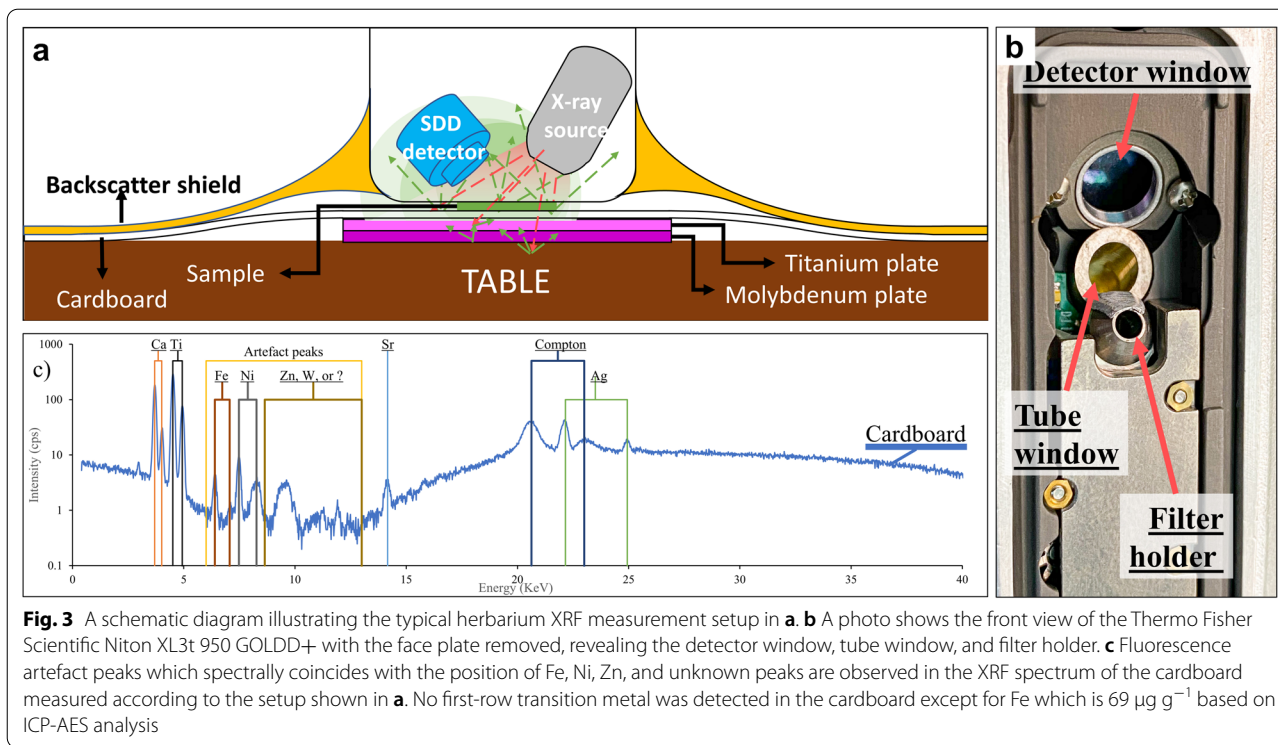 a
SDD
detector
X-ray
source
Backscatter shield
Sample
Cardboard
TABLE
Titanium plate
Molybdenum plate
b
Detector window
Tube
window
Filter
holder
c)
Intensity (cps)
1000
100
10
1
0.1
Ca Ti
Artefact peaks
Fe Ni Zn, W, or ?
Sr
Compton
Ag
Cardboard
0 5 10 15 20 25 30 35 40
Energy (KeV)
Fig. 3 A schematic diagram illustrating the typical herbarium XRF measurement setup in a. b A photo shows the front view of the Thermo Fisher
Scientific Niton XL3t 950 GOLDD+ with the face plate removed, revealing the detector window, tube window, and filter holder. c Fluorescence
artefact peaks which spectrally coincides with the position of Fe, Ni, Zn, and unknown peaks are observed in the XRF spectrum of the cardboard
measured according to the setup shown in a. No first-row transition metal was detected in the cardboard except for Fe which is 69 µg g⁻¹ based on
ICP-AES analysis